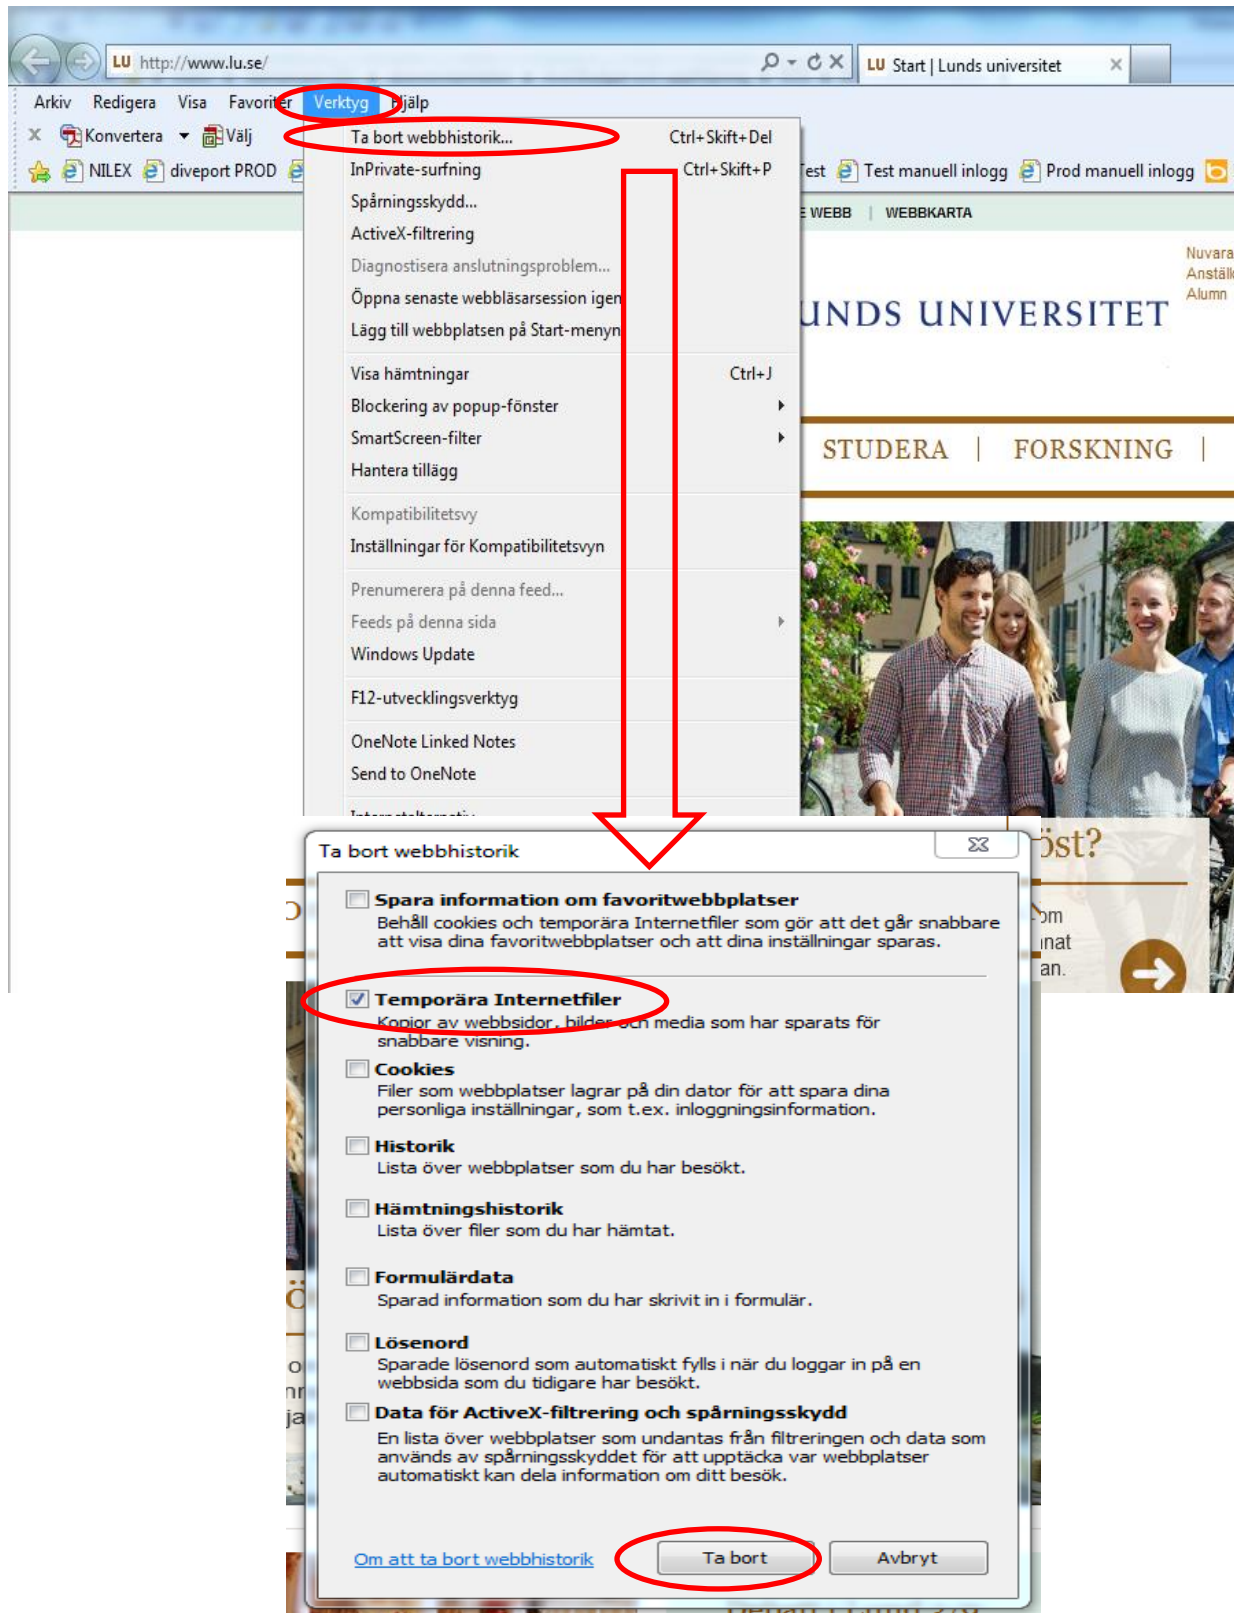 LU http://www.lu.se/
LU Start | Lunds universitet
Arkiv Redigera Visa Favoriter Verktyg Hjälp
x Konvertera Välj
NILEX diveport PROD
Test manuell inlogg Prod manuell inlogg
Ta bort webbhistorik... Ctrl+Skift+Del
InPrivate-surfning Ctrl+Skift+P
Spårningsskydd...
ActiveX-filtrering
Diagnostisera anslutningsproblem...
Öppna senaste webbläsarsession igen
Lägg till webbplatsen på Start-menyn
Visa hämtningar Ctrl+J
Blockering av popup-fönster
SmartScreen-filter
Hantera tillägg
Kompatibilitetsvy
Inställningar för Kompatibilitetsvyn
Prenumerera på denna feed...
Feeds på denna sida
Windows Update
F12-utvecklingsverktyg
OneNote Linked Notes
Send to OneNote
E WEBB | WEBBKARTA
Nuvara
Anställd
Alumn
UNDS UNIVERSITET
STUDERA | FORSKNING |
öst?
om
nnat
an.
Ta bort webbhistorik
Spara information om favoritwebbplatser
Behåll cookies och temporära Internetfiler som gör att det går snabbare
att visa dina favoritwebbplatser och att dina inställningar sparas.
Temporära Internetfiler
Kopior av webbsidor, bilder och media som har sparats för
snabbare visning.
Cookies
Filer som webbplatser lagrar på din dator för att spara dina
personliga inställningar, som t.ex. inloggningsinformation.
Historik
Lista över webbplatser som du har besökt.
Hämtningshistorik
Lista över filer som du har hämtat.
Formulärdata
Sparad information som du har skrivit in i formulär.
Lösenord
Sparade lösenord som automatiskt fylls i när du loggar in på en
webbsida som du tidigare har besökt.
Data för ActiveX-filtrering och spårningsskydd
En lista över webbplatser som undantas från filtreringen och data som
används av spårningsskyddet för att upptäcka var webbplatser
automatiskt kan dela information om ditt besök.
Om att ta bort webbhistorik Ta bort Avbryt